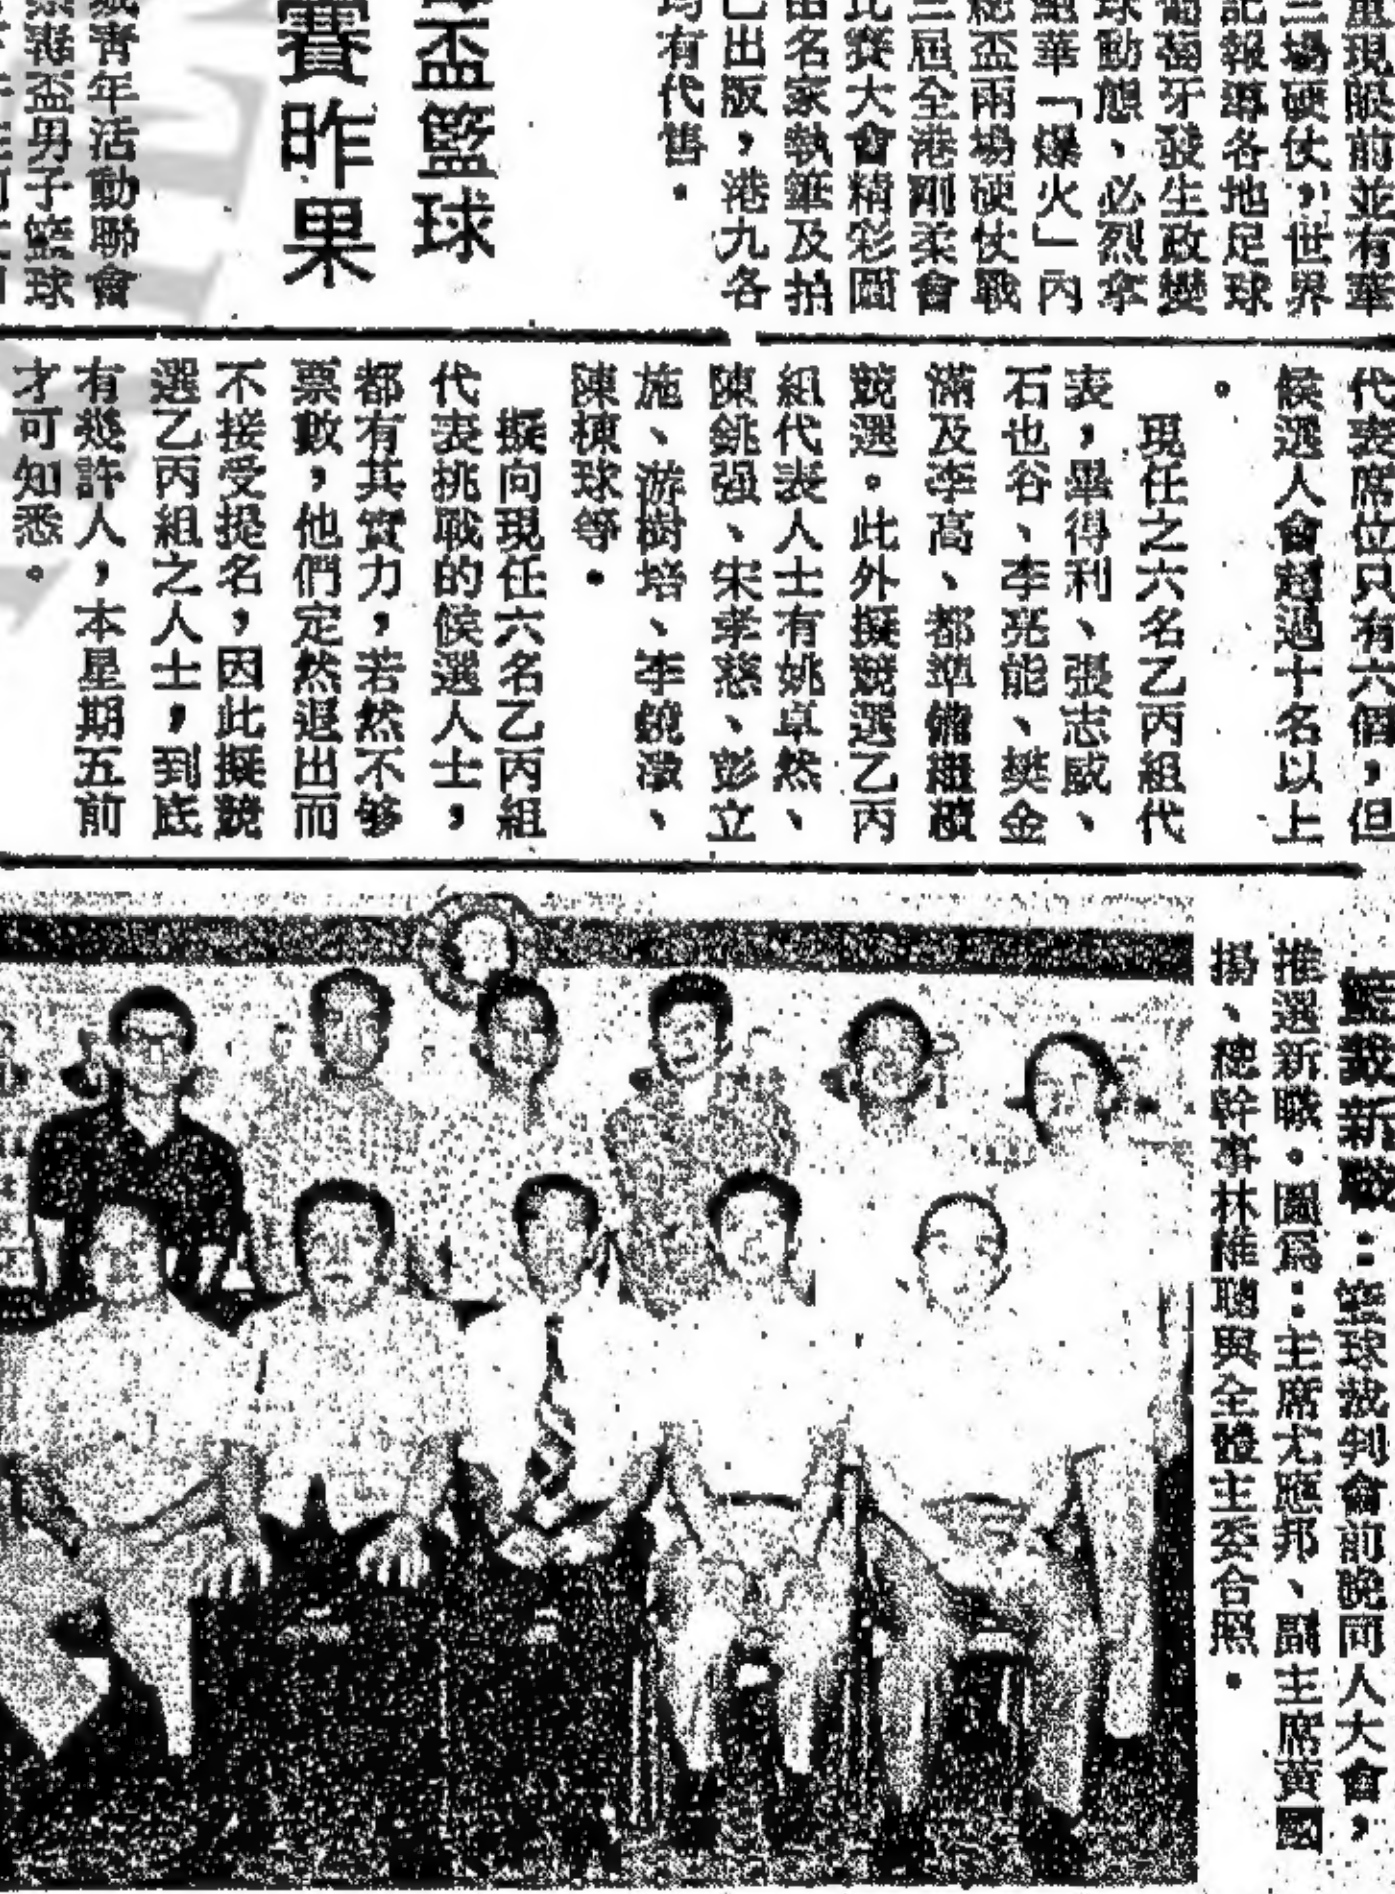 重現眼前並有華
三場硬仗，世界
記報導各地足球
葡萄牙發生政變
球動態、必烈拿
組華「爆火」內
總盃兩場硬仗戰
三屆全港剛柔會
比賽大會精彩圖
由名家執筆及拍
已出版，港九各
均有代售。
盃籃球
賽昨果
青年活動聯會
盃男子籃球
代表席位只有六個，但
候選人會超過十名以上
。
現任之六名乙丙組代
表，畢得利、張志威、
石也谷、李亮能、樊金
滿及李高、都準備繼續
競選。此外擬競選乙丙
組代表人士有姚卓然、
陳銚强、宋孝慈、彭立
施、游樹培、李鏡澂、
陳棟球等。
擬向現任六名乙丙組
代表挑戰的候選人士，
都有其實力，若然不够
票數，他們定然退出而
不接受提名，因此擬競
選乙丙組之人士，到底
有幾許人，本星期五前
才可知悉。
籃裁新職：籃球裁判會前晚同人大會，
推選新職。圖爲：主席尤應邦、副主席黃國
揚、總幹事林維聰與全體主委合照。